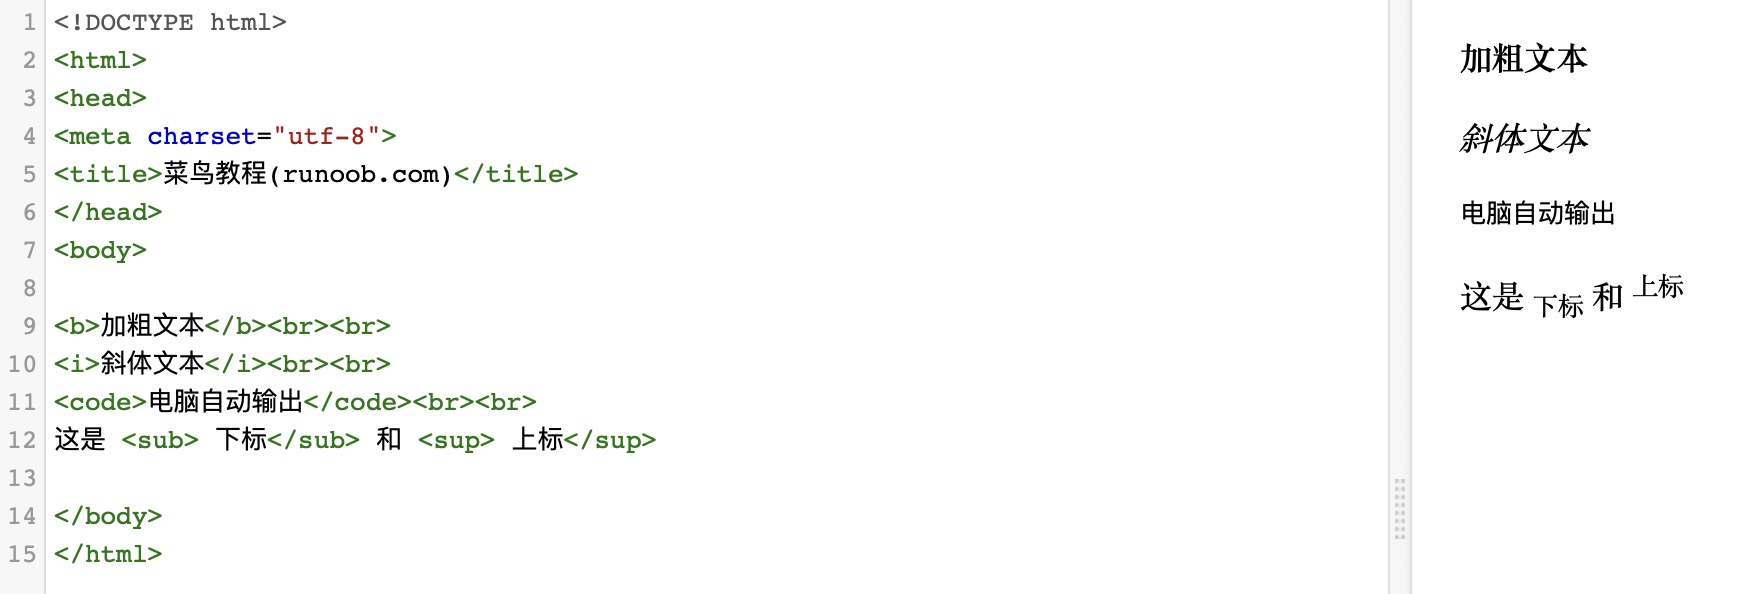 1 <!DOCTYPE html>
2 <html>
3 <head>
4 <meta charset="utf-8">
5 <title>菜鸟教程(runoob.com)</title>
6 </head>
7 <body>
8
9 <b>加粗文本</b><br><br>
10 <i>斜体文本</i><br><br>
11 <code>电脑自动输出</code><br><br>
12 这是 <sub> 下标</sub> 和 <sup> 上标</sup>
13
14 </body>
15 </html>
加粗文本
斜体文本
电脑自动输出
这是 下标 和 上标